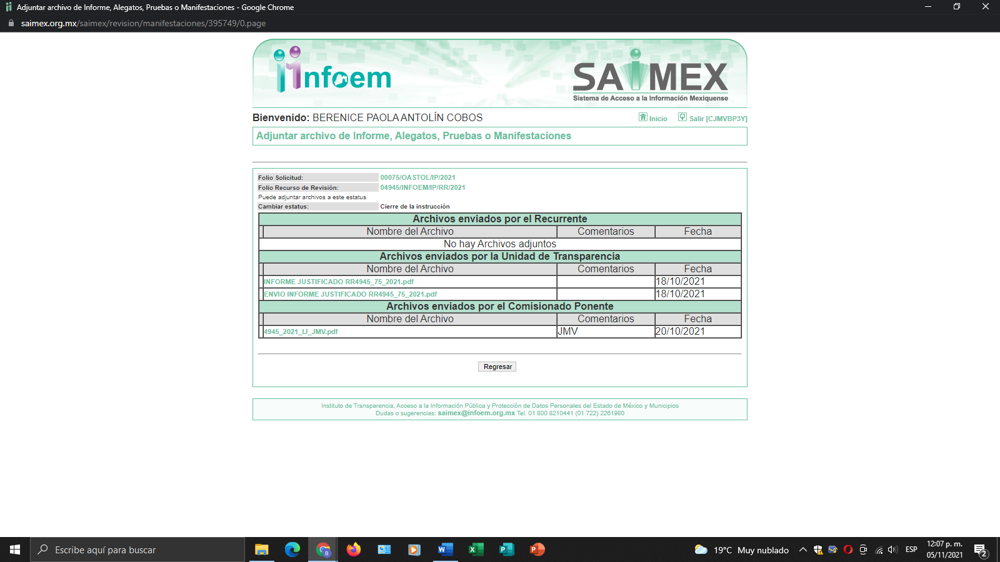 Adjuntar archivo de Informe, Alegatos, Pruebas o Manifestaciones - Google Chrome
saimex.org.mx/saimex/revision/manifestaciones/395749/0.page
infoem
SAIMEX
Sistema de Acceso a la Información Mexiquense
Bienvenido: BERENICE PAOLA ANTOLÍN COBOS Inicio Salir [CJMVBP3Y]
Adjuntar archivo de Informe, Alegatos, Pruebas o Manifestaciones
Folio Solicitud: 00075/OASTOL/IP/2021
Folio Recurso de Revisión: 04945/INFOEM/IP/RR/2021
Puede adjuntar archivos a este estatus
Cambiar estatus: Cierre de la instrucción
Archivos enviados por el Recurrente
Nombre del Archivo Comentarios Fecha
No hay Archivos adjuntos
Archivos enviados por la Unidad de Transparencia
Nombre del Archivo Comentarios Fecha
INFORME JUSTIFICADO RR4945_75_2021.pdf 18/10/2021
ENVIO INFORME JUSTIFICADO RR4945_75_2021.pdf 18/10/2021
Archivos enviados por el Comisionado Ponente
Nombre del Archivo Comentarios Fecha
4945_2021_IJ_JMV.pdf JMV 20/10/2021
Regresar
Instituto de Transparencia, Acceso a la Información Pública y Protección de Datos Personales del Estado de México y Municipios
Dudas o sugerencias: saimex@infoem.org.mx Tel. 01 800 8210441 (01 722) 2261980
Escribe aquí para buscar
19°C Muy nublado
ESP
12:07 p. m.
05/11/2021
2